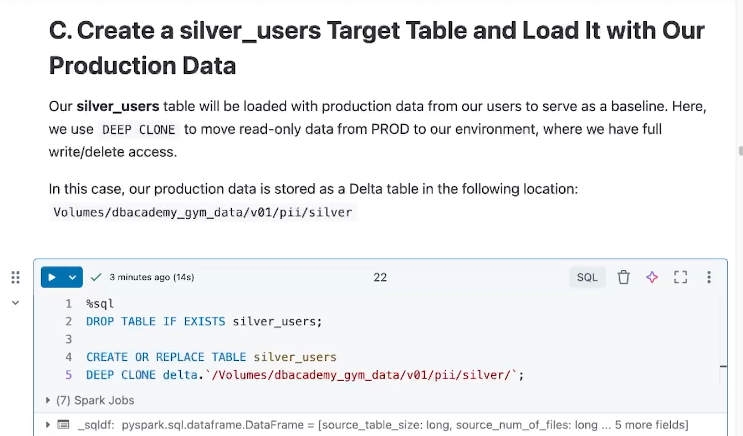 C. Create a silver_users Target Table and Load It with Our
Production Data
Our silver_users table will be loaded with production data from our users to serve as a baseline. Here,
we use DEEP CLONE to move read-only data from PROD to our environment, where we have full
write/delete access.
In this case, our production data is stored as a Delta table in the following location:
Volumes/dbacademy_gym_data/v01/pii/silver
3 minutes ago (14s)
22
SQL
1 %sql
2 DROP TABLE IF EXISTS silver_users;
3
4 CREATE OR REPLACE TABLE silver_users
5 DEEP CLONE delta.`/Volumes/dbacademy_gym_data/v01/pii/silver/`;
(7) Spark Jobs
_sqldf: pyspark.sql.dataframe.DataFrame = [source_table_size: long, source_num_of_files: long ... 5 more fields]